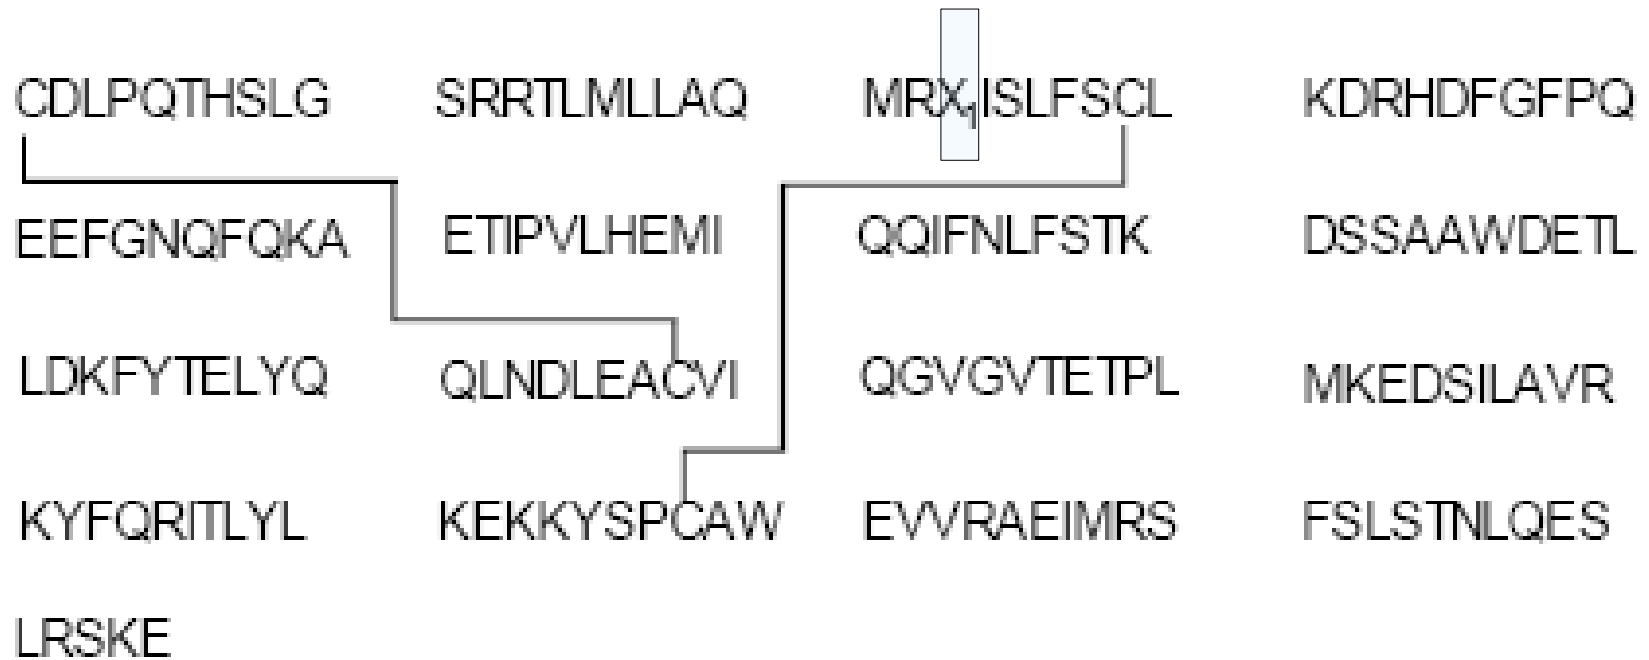 CDLPQTHSLG SRRTLMLLAQ MRX₁ISLFSCL KDRHDFGFPQ
EEFGNQFQKA ETIPVLHEMI QQIFNLFSTK DSSAAWDETL
LDKFYTELYQ QLNDLEACVI QGVGVTETPL MKEDSILAVR
KYFQRITLYL KEKKYSPCAW EVVRAEIMRS FSLSTNLQES
LRSKE